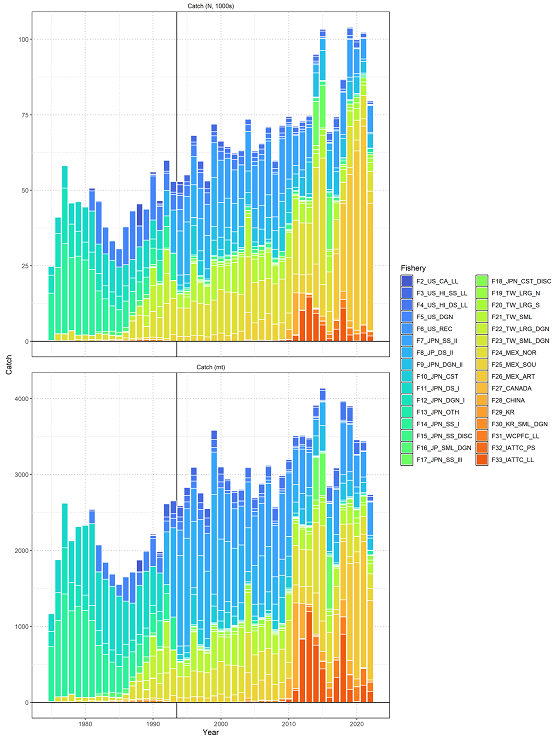 Catch (N, 1000s)
100
75
50
25
0
Catch (mt)
4000
3000
2000
1000
0
1980 1990 2000 2010 2020
Year
Catch
Fishery
F2_US_CA_LL
F3_US_HI_SS_LL
F4_US_HI_DS_LL
F5_US_DGN
F6_US_REC
F7_JPN_SS_II
F8_JP_DS_II
F9_JPN_DGN_II
F10_JPN_CST
F11_JPN_DS_I
F12_JPN_DGN_I
F13_JPN_OTH
F14_JPN_SS_I
F15_JPN_SS_DISC
F16_JP_SML_DGN
F17_JPN_SS_III
F18_JPN_CST_DISC
F19_TW_LRG_N
F20_TW_LRG_S
F21_TW_SML
F22_TW_LRG_DGN
F23_TW_SML_DGN
F24_MEX_NOR
F25_MEX_SOU
F26_MEX_ART
F27_CANADA
F28_CHINA
F29_KR
F30_KR_SML_DGN
F31_WCPFC_LL
F32_IATTC_PS
F33_IATTC_LL